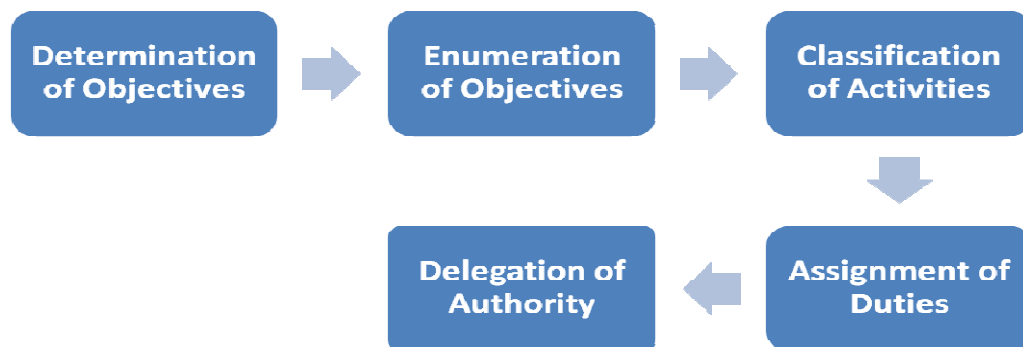 Determination
of Objectives
Enumeration
of Objectives
Classification
of Activities
Assignment of
Duties
Delegation of
Authority